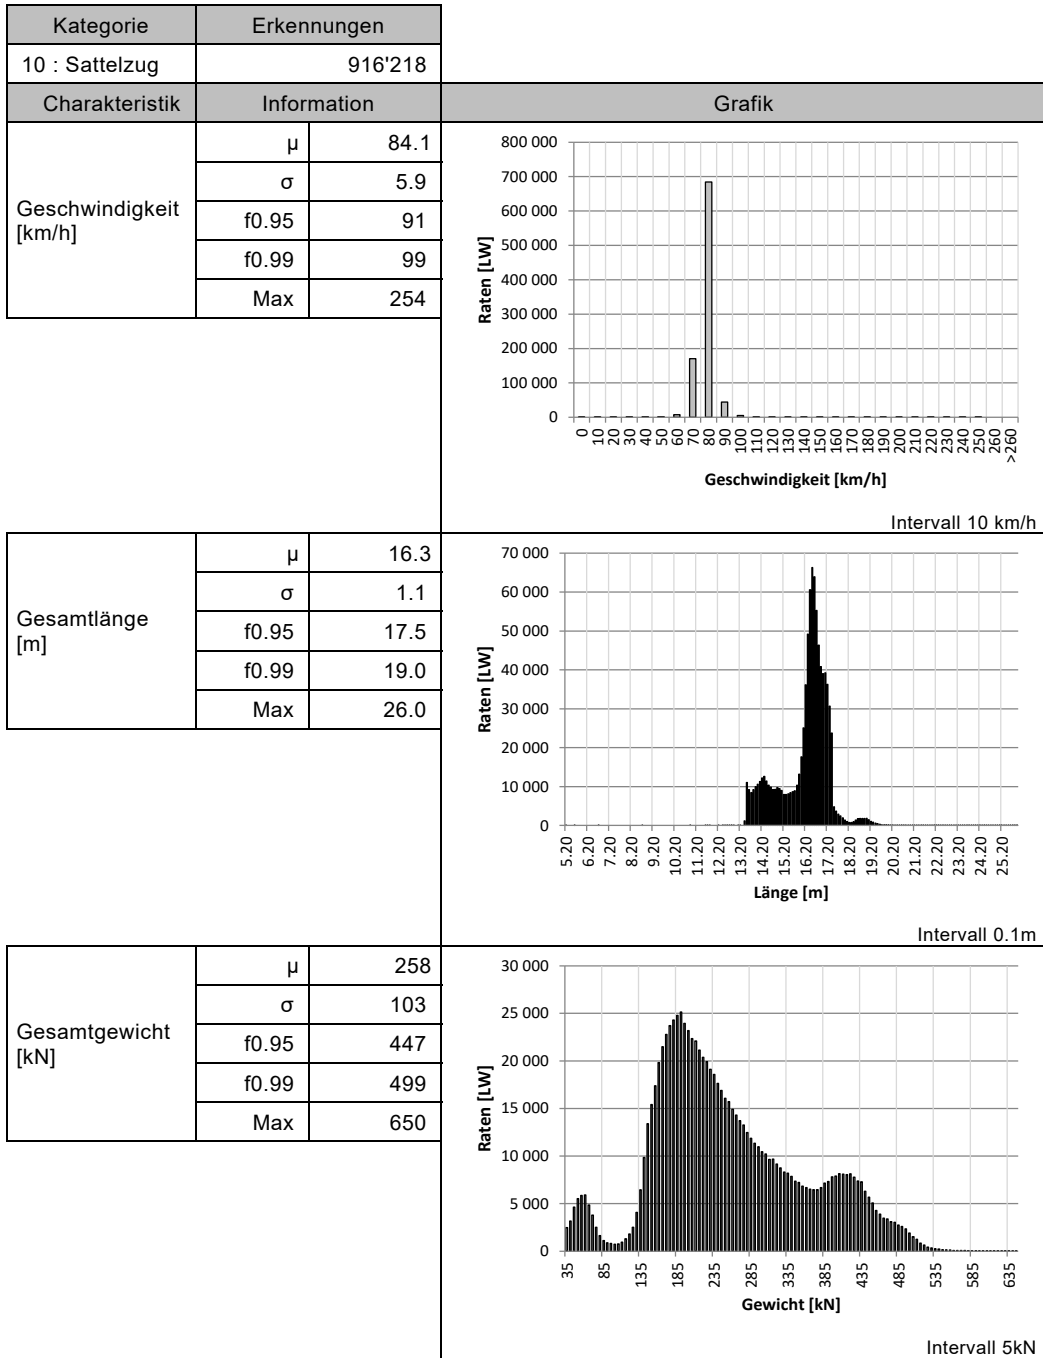 Kategorie Erkennungen
10 : Sattelzug 916'218
Charakteristik Information Grafik
Geschwindigkeit
[km/h]
µ 84.1
σ 5.9
f0.95 91
f0.99 99
Max 254
800 000
700 000
600 000
500 000
400 000
300 000
200 000
100 000
0
Raten [LW]
0 10 20 30 40 50 60 70 80 90 100 110 120 130 140 150 160 170 180 190 200 210 220 230 240 250 260 >260
Geschwindigkeit [km/h]
Intervall 10 km/h
Gesamtlänge
[m]
µ 16.3
σ 1.1
f0.95 17.5
f0.99 19.0
Max 26.0
70 000
60 000
50 000
40 000
30 000
20 000
10 000
0
Raten [LW]
5.20 6.20 7.20 8.20 9.20 10.20 11.20 12.20 13.20 14.20 15.20 16.20 17.20 18.20 19.20 20.20 21.20 22.20 23.20 24.20 25.20
Länge [m]
Intervall 0.1m
Gesamtgewicht
[kN]
µ 258
σ 103
f0.95 447
f0.99 499
Max 650
30 000
25 000
20 000
15 000
10 000
5 000
0
Raten [LW]
35 85 135 185 235 285 335 385 435 485 535 585 635
Gewicht [kN]
Intervall 5kN